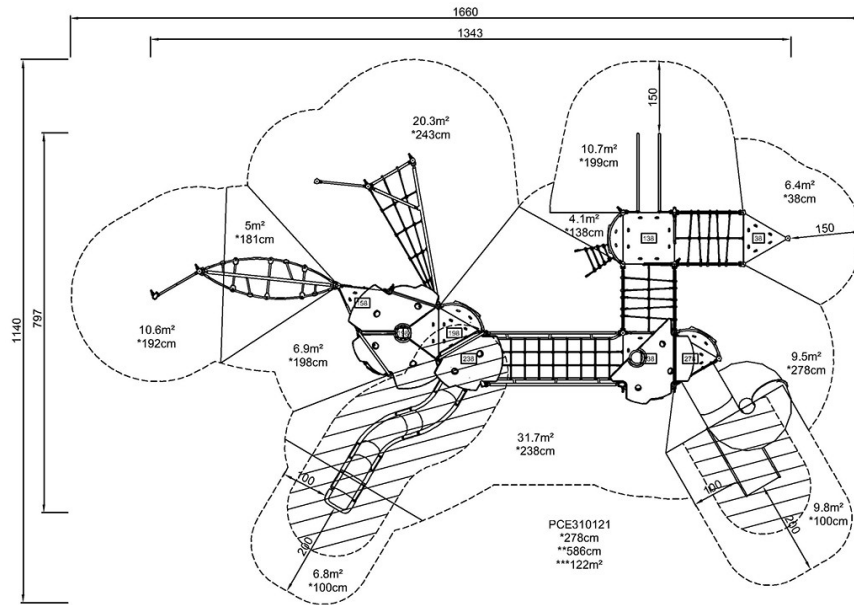 1660
1343
1140
797
20.3m²
*243cm
150
10.7m²
*199cm
6.4m²
*38cm
5m²
*181cm
4.1m²
*138cm
138
38
150
158
10.6m²
*192cm
6.9m²
*198cm
198
238
278
9.5m²
*278cm
31.7m²
*238cm
100
100
200
200
9.8m²
*100cm
6.8m²
*100cm
PCE310121
*278cm
**586cm
***122m²